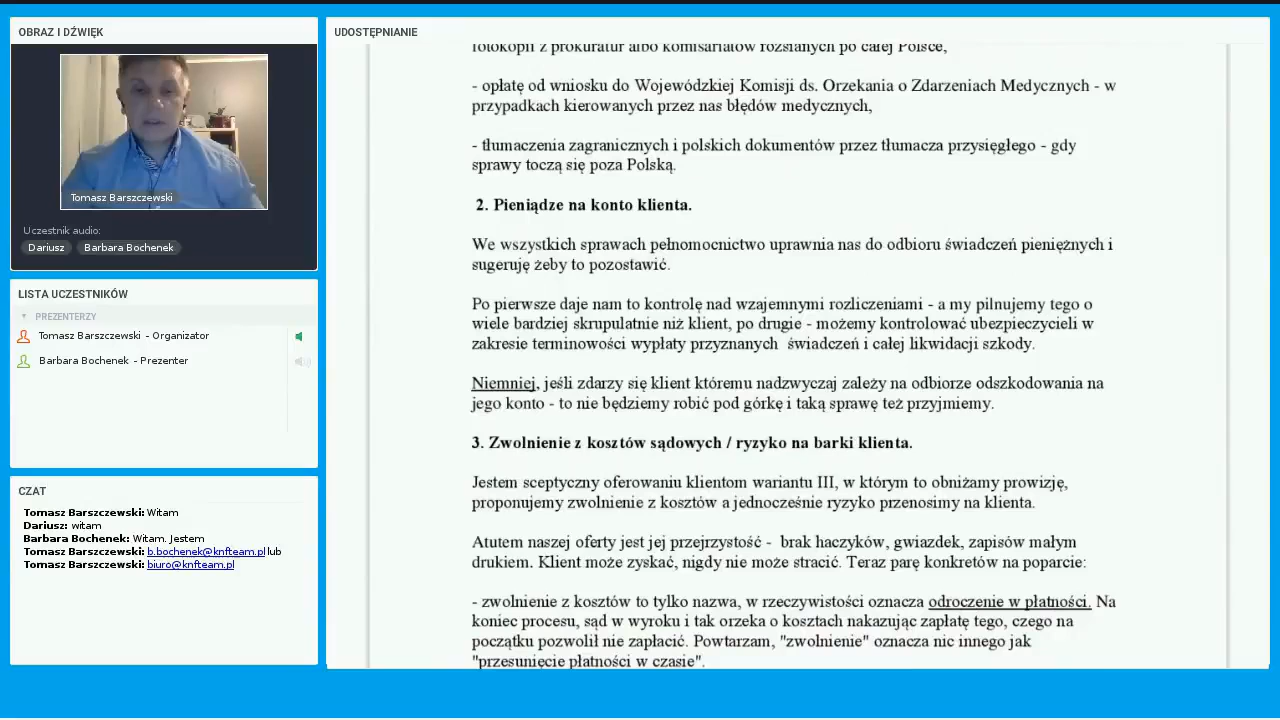 OBRAZ I DŹWIĘK
Tomasz Barszczewski
Uczestnik audio:
Dariusz Barbara Bochenek
LISTA UCZESTNIKÓW
PREZENTERZY
Tomasz Barszczewski - Organizator
Barbara Bochenek - Prezenter
CZAT
Tomasz Barszczewski: Witam
Dariusz: witam
Barbara Bochenek: Witam. Jestem
Tomasz Barszczewski: b.bochenek@knfteam.pl lub
Tomasz Barszczewski: biuro@knfteam.pl
UDOSTĘPNIANIE
fotokopii z prokuratur albo komisariatów rozsianych po całej Polsce,
- opłatę od wniosku do Wojewódzkiej Komisji ds. Orzekania o Zdarzeniach Medycznych - w
przypadkach kierowanych przez nas błędów medycznych,
- tłumaczenia zagranicznych i polskich dokumentów przez tłumacza przysięgłego - gdy
sprawy toczą się poza Polską.
2. Pieniądze na konto klienta.
We wszystkich sprawach pełnomocnictwo uprawnia nas do odbioru świadczeń pieniężnych i
sugeruję żeby to pozostawić.
Po pierwsze daje nam to kontrolę nad wzajemnymi rozliczeniami - a my pilnujemy tego o
wiele bardziej skrupulatnie niż klient, po drugie - możemy kontrolować ubezpieczycieli w
zakresie terminowości wypłaty przyznanych świadczeń i całej likwidacji szkody.
Niemniej, jeśli zdarzy się klient któremu nadzwyczaj zależy na odbiorze odszkodowania na
jego konto - to nie będziemy robić pod górkę i taką sprawę też przyjmiemy.
3. Zwolnienie z kosztów sądowych / ryzyko na barki klienta.
Jestem sceptyczny oferowaniu klientom wariantu III, w którym to obniżamy prowizję,
proponujemy zwolnienie z kosztów a jednocześnie ryzyko przenosimy na klienta.
Atutem naszej oferty jest jej przejrzystość - brak haczyków, gwiazdek, zapisów małym
drukiem. Klient może zyskać, nigdy nie może stracić. Teraz parę konkretów na poparcie:
- zwolnienie z kosztów to tylko nazwa, w rzeczywistości oznacza odroczenie w płatności. Na
koniec procesu, sąd w wyroku i tak orzeka o kosztach nakazując zapłatę tego, czego na
początku pozwolił nie zapłacić. Powtarzam, "zwolnienie" oznacza nic innego jak
"przesunięcie płatności w czasie".